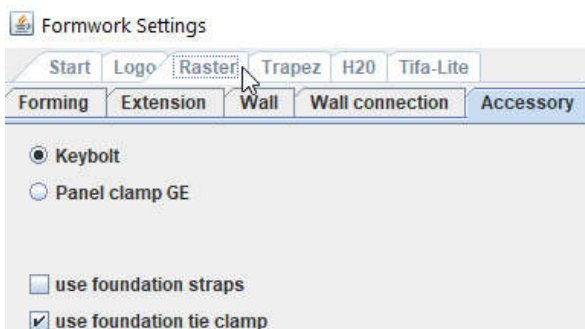 Formwork Settings
Start Logo Raster Trapez H20 Tifa-Lite
Forming Extension Wall Wall connection Accessory
Keybolt
Panel clamp GE
use foundation straps
use foundation tie clamp